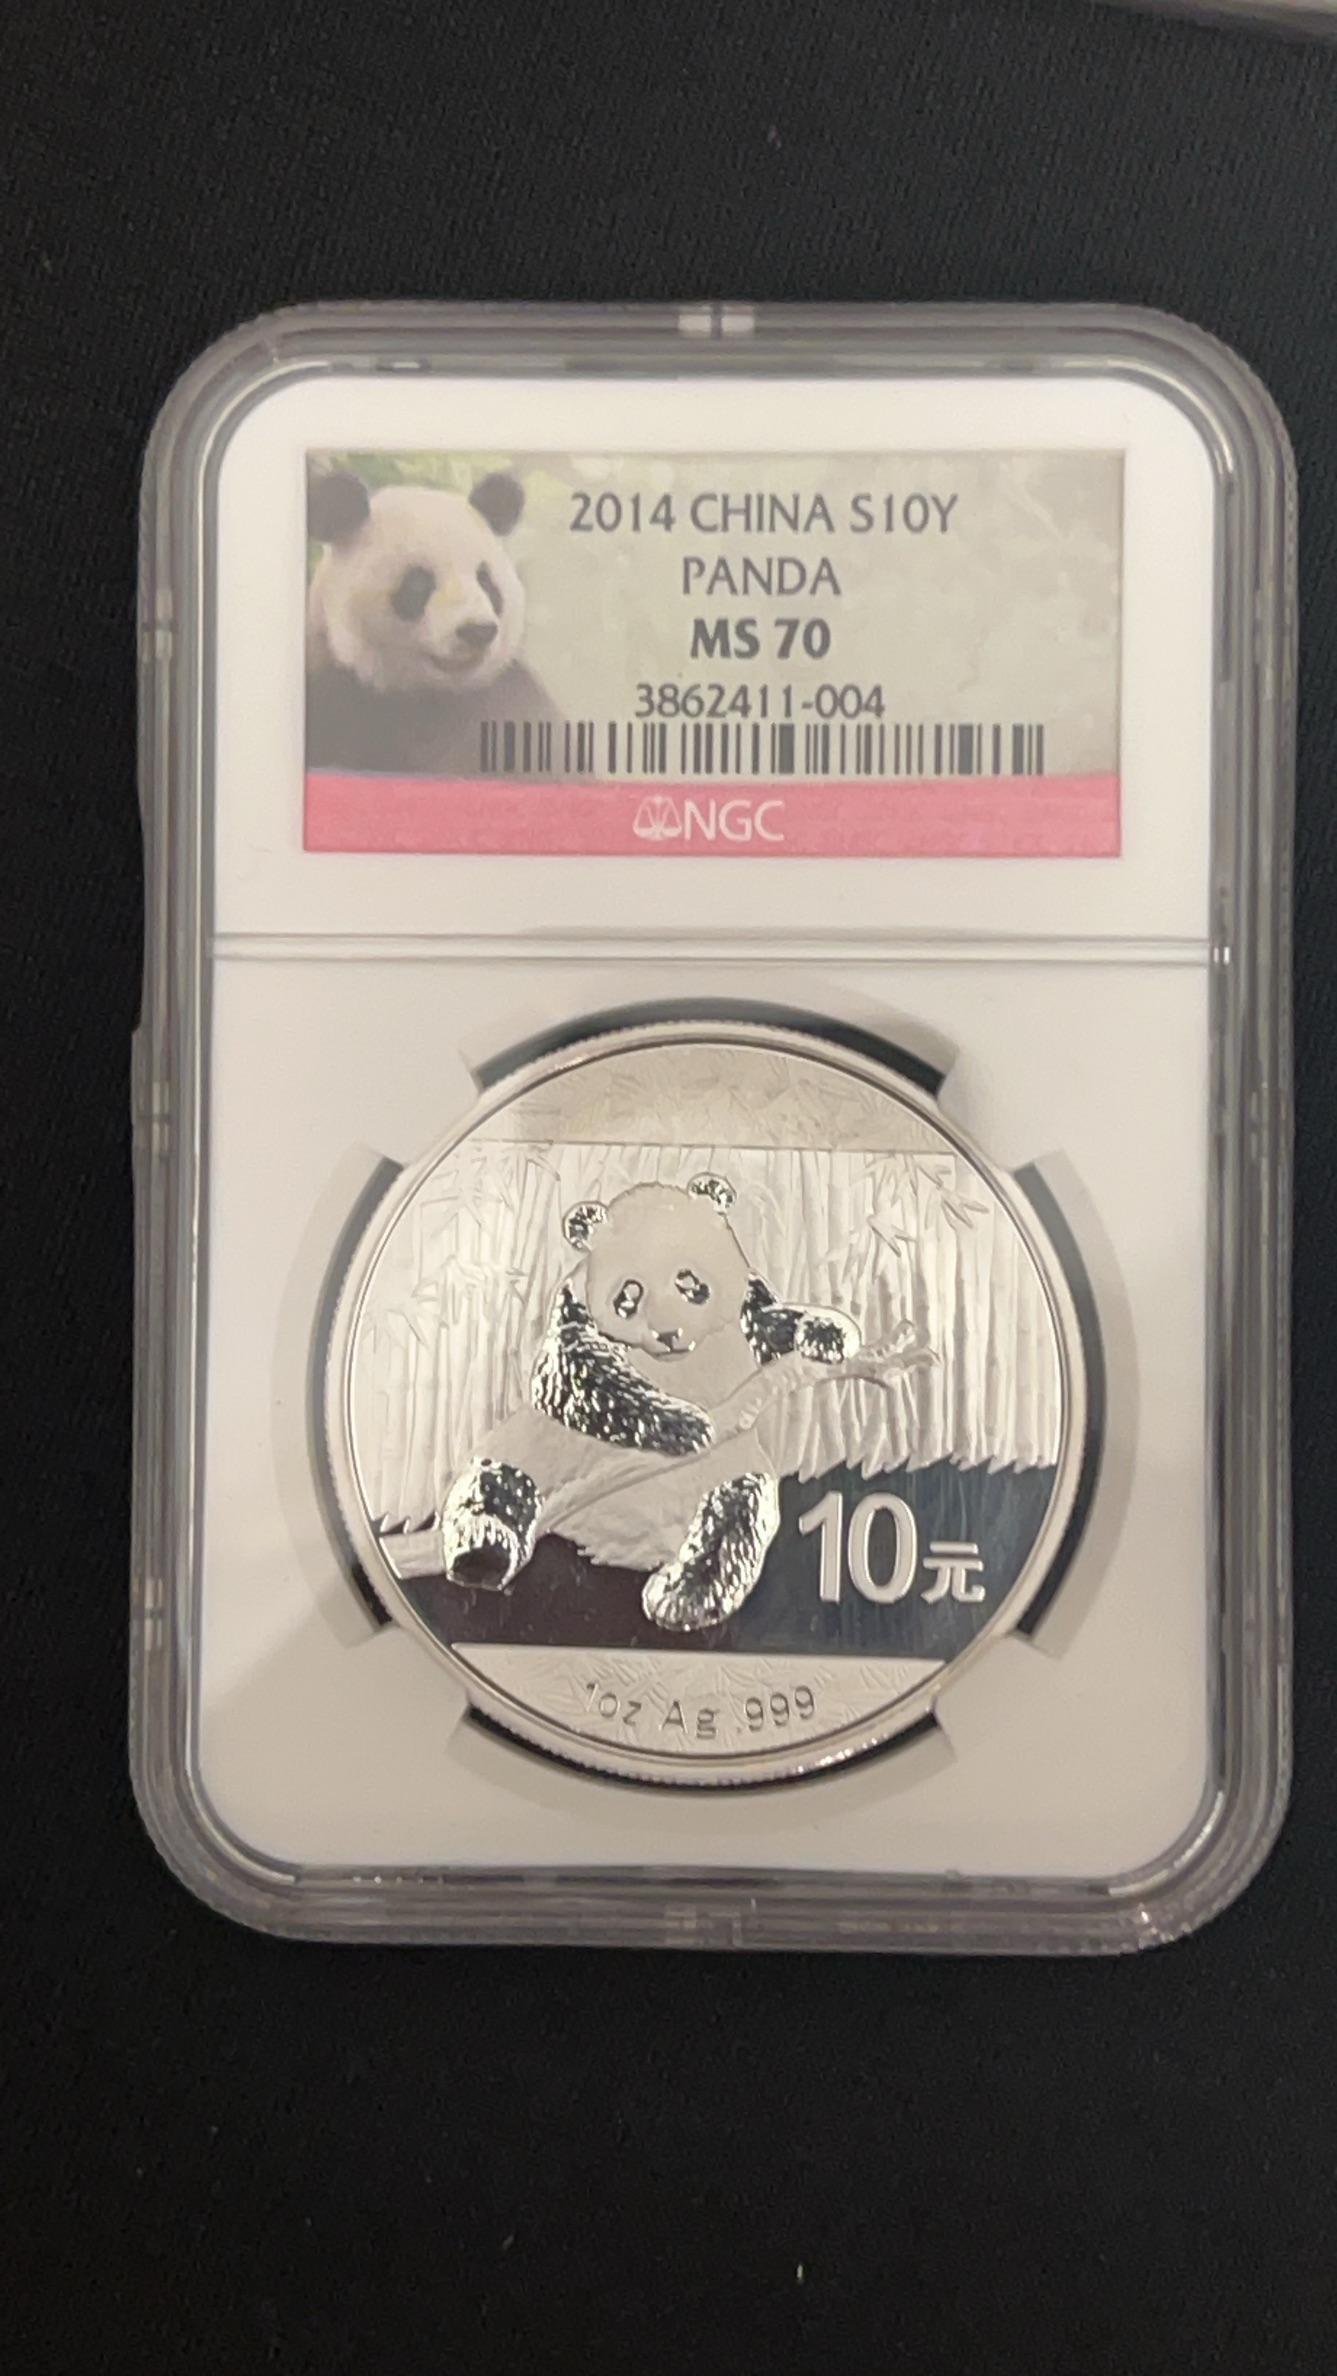 2014 CHINA S10Y
PANDA
MS 70
3862411-004
NGC
10元
1oz Ag .999